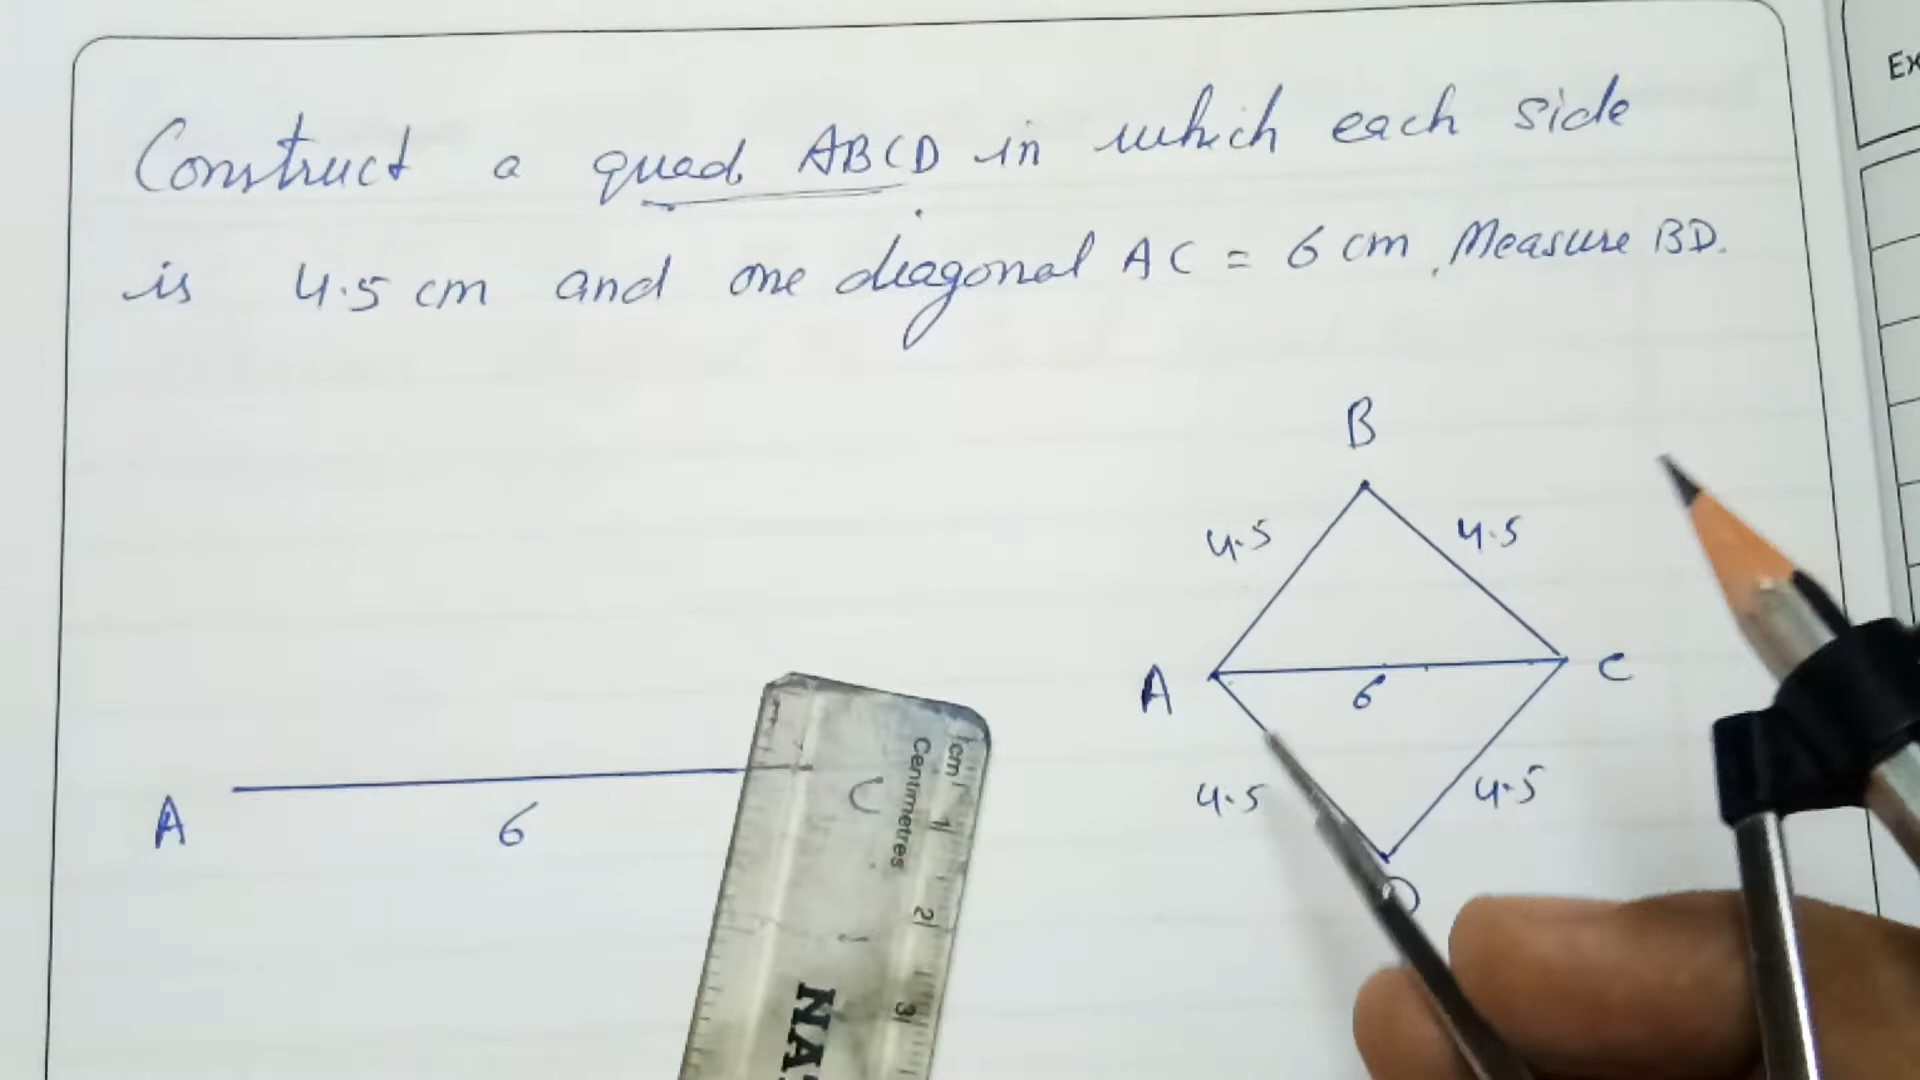 Construct a quad. ABCD in which each side
is 4.5 cm and one diagonal AC = 6 cm. Measure BD.
Ex
B
4.5 4.5
A 6 C
4.5 4.5
D
A 6 C
cm
Centimetres
1
2
3